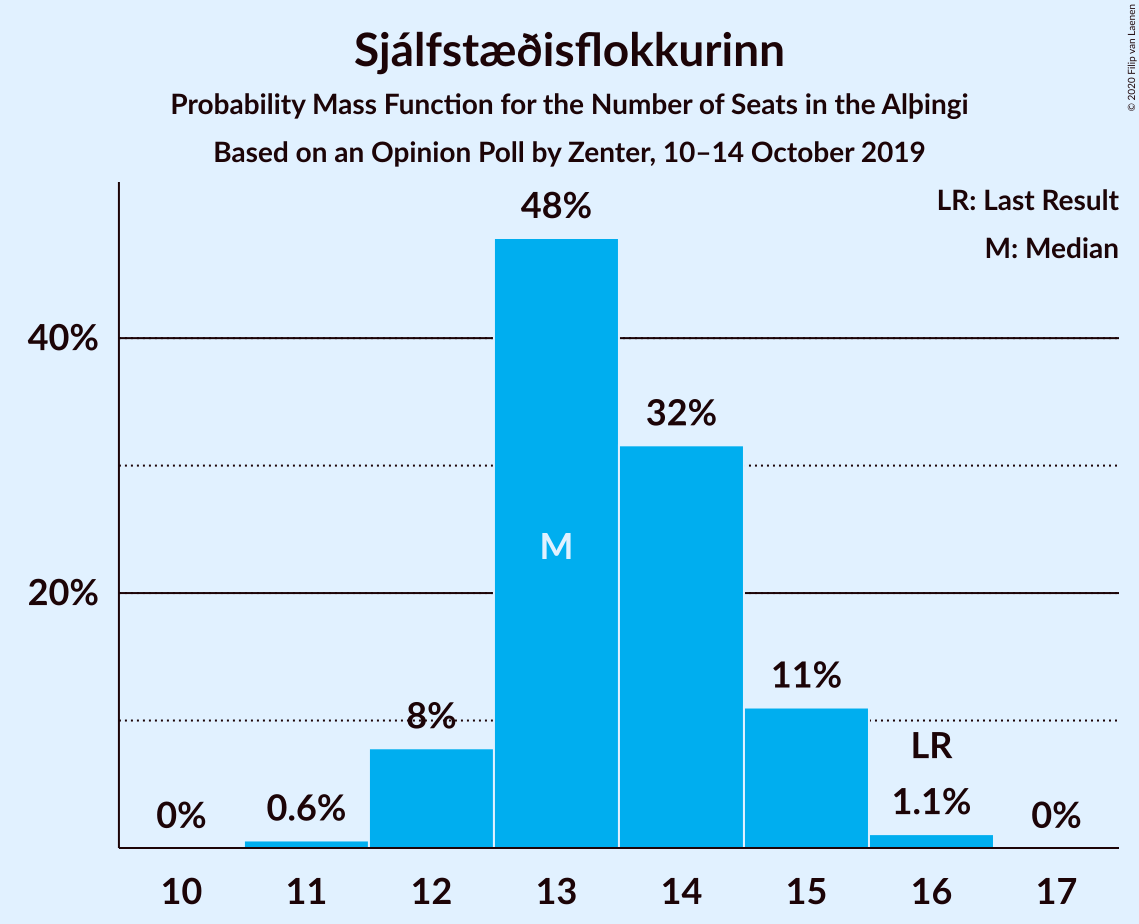 Sjálfstæðisflokkurinn
Probability Mass Function for the Number of Seats in the Alþingi
Based on an Opinion Poll by Zenter, 10–14 October 2019
© 2020 Filip van Laenen
LR: Last Result
M: Median
48%
40%
32%
M
20%
11%
8%
LR
1.1%
0.6%
0%
0%
10 11 12 13 14 15 16 17